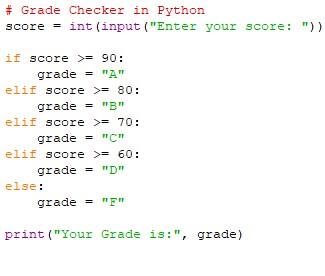 # Grade Checker in Python
score = int(input("Enter your score: "))

if score >= 90:
    grade = "A"
elif score >= 80:
    grade = "B"
elif score >= 70:
    grade = "C"
elif score >= 60:
    grade = "D"
else:
    grade = "F"

print("Your Grade is:", grade)